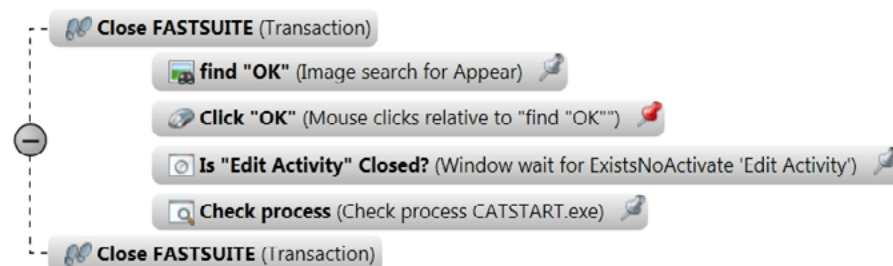 Close FASTSUITE (Transaction)
find "OK" (Image search for Appear)
Click "OK" (Mouse clicks relative to "find "OK"")
Is "Edit Activity" Closed? (Window wait for ExistsNoActivate 'Edit Activity')
Check process (Check process CATSTART.exe)
Close FASTSUITE (Transaction)